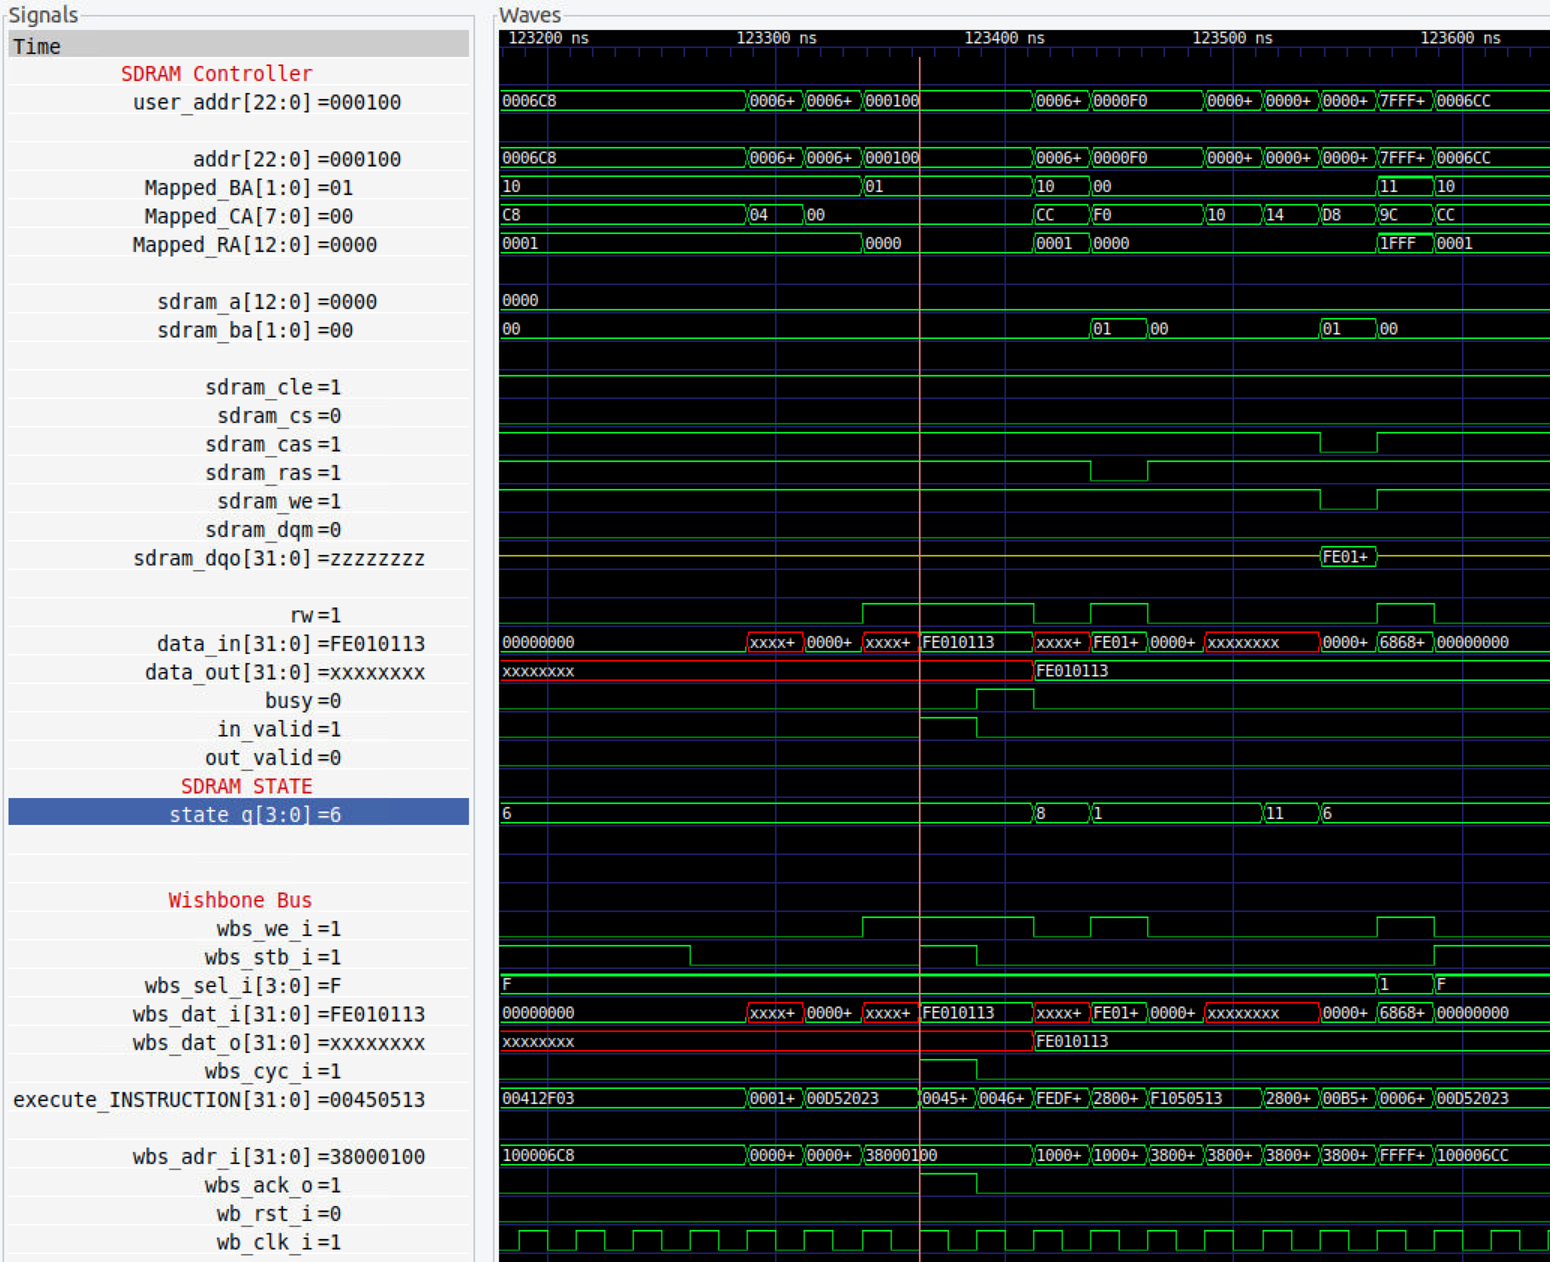 Signals Waves
Time 123200 ns 123300 ns 123400 ns 123500 ns 123600 ns
SDRAM Controller
user_addr[22:0] =000100 0006C8 0006+ 0006+ 000100 0006+ 0000F0 0000+ 0000+ 0000+ 7FFF+ 0006CC
addr[22:0] =000100 0006C8 0006+ 0006+ 000100 0006+ 0000F0 0000+ 0000+ 0000+ 7FFF+ 0006CC
Mapped_BA[1:0] =01 10 01 10 00 11 10
Mapped_CA[7:0] =00 C8 04 00 CC F0 10 14 D8 9C CC
Mapped_RA[12:0] =0000 0001 0000 0001 0000 1FFF 0001
sdram_a[12:0] =0000 0000
sdram_ba[1:0] =00 00 01 00 01 00
sdram_cle =1
sdram_cs =0
sdram_cas =1
sdram_ras =1
sdram_we =1
sdram_dqm =0
sdram_dqo[31:0] =zzzzzzzz FE01+
rw =1
data_in[31:0] =FE010113 00000000 xxxx+ 0000+ xxxx+ FE010113 xxxx+ FE01+ 0000+ xxxxxxxx 0000+ 6868+ 00000000
data_out[31:0] =xxxxxxxx xxxxxxxx FE010113
busy =0
in_valid =1
out_valid =0
SDRAM STATE
state_q[3:0] =6 6 8 1 11 6
Wishbone Bus
wbs_we_i =1
wbs_stb_i =1
wbs_sel_i[3:0] =F F 1 F
wbs_dat_i[31:0] =FE010113 00000000 xxxx+ 0000+ xxxx+ FE010113 xxxx+ FE01+ 0000+ xxxxxxxx 0000+ 6868+ 00000000
wbs_dat_o[31:0] =xxxxxxxx xxxxxxxx FE010113
wbs_cyc_i =1
execute_INSTRUCTION[31:0] =00450513 00412F03 0001+ 00D52023 0045+ 0046+ FEDF+ 2800+ F1050513 2800+ 00B5+ 0006+ 00D52023
wbs_adr_i[31:0] =38000100 100006C8 0000+ 0000+ 38000100 1000+ 1000+ 3800+ 3800+ 3800+ 3800+ FFFF+ 100006CC
wbs_ack_o =1
wb_rst_i =0
wb_clk_i =1